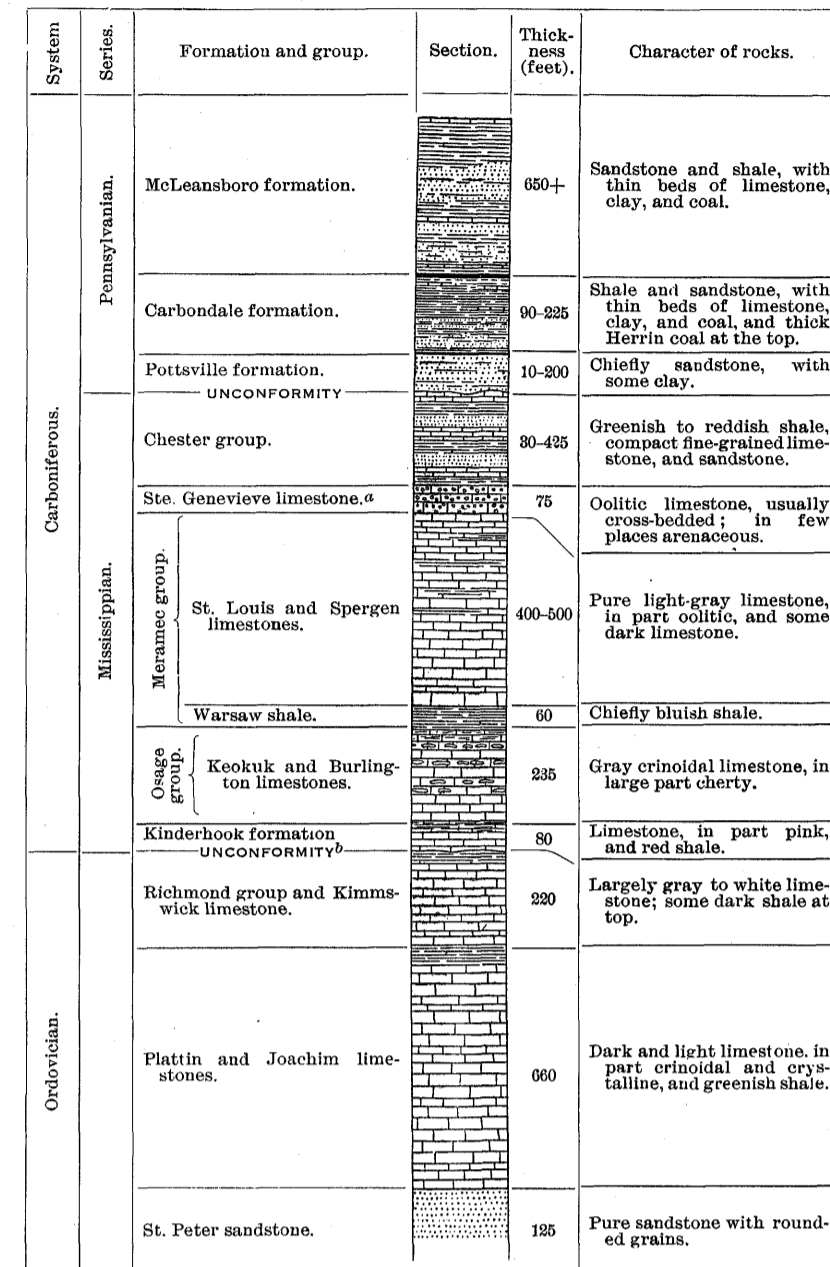 System
Series.
Formation and group.
Section.
Thick-
ness
(feet).
Character of rocks.
Carboniferous.
Pennsylvanian.
McLeansboro formation.
650+
Sandstone and shale, with
thin beds of limestone,
clay, and coal.
Carbondale formation.
90–225
Shale and sandstone, with
thin beds of limestone,
clay, and coal, and thick
Herrin coal at the top.
Pottsville formation.
10–200
Chiefly sandstone, with
some clay.
UNCONFORMITY
Mississippian.
Chester group.
80–425
Greenish to reddish shale,
compact fine-grained lime-
stone, and sandstone.
Ste. Genevieve limestone.a
75
Oolitic limestone, usually
cross-bedded; in few
places arenaceous.
Meramec group.
St. Louis and Spergen
limestones.
400–500
Pure light-gray limestone,
in part oolitic, and some
dark limestone.
Warsaw shale.
60
Chiefly bluish shale.
Osage
group.
Keokuk and Burling-
ton limestones.
235
Gray crinoidal limestone, in
large part cherty.
Kinderhook formation
80
Limestone, in part pink,
and red shale.
UNCONFORMITYb
Ordovician.
Richmond group and Kimms-
wick limestone.
220
Largely gray to white lime-
stone; some dark shale at
top.
Plattin and Joachim lime-
stones.
660
Dark and light limestone. in
part crinoidal and crys-
talline, and greenish shale.
St. Peter sandstone.
125
Pure sandstone with round-
ed grains.